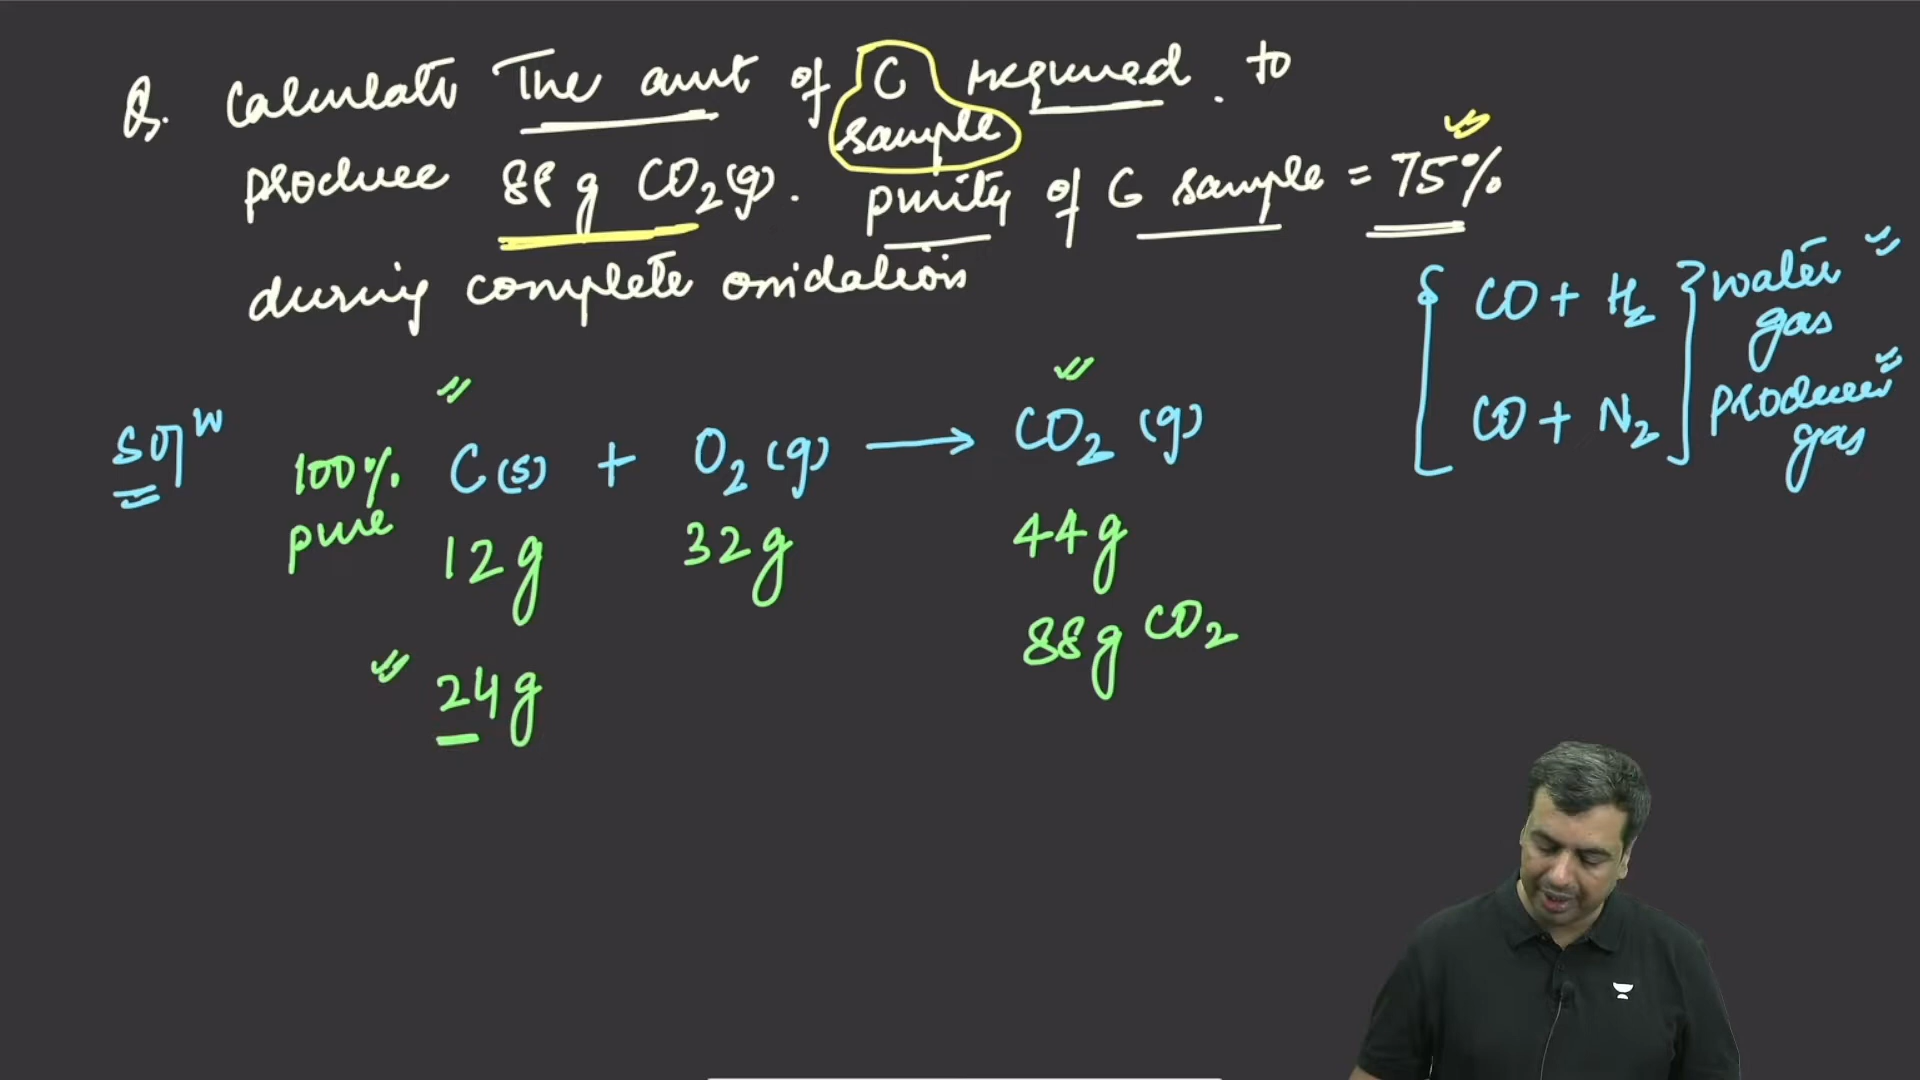 Q. Calculate The amt of C required to
sample
produce 88 g CO2(g). purity of C sample = 75%
during complete oxidation
CO + H2 water gas
CO + N2 producer gas
Solⁿ 100% pure C(s) + O2(g) → CO2(g)
12g 32g 44g
88g CO2
24g